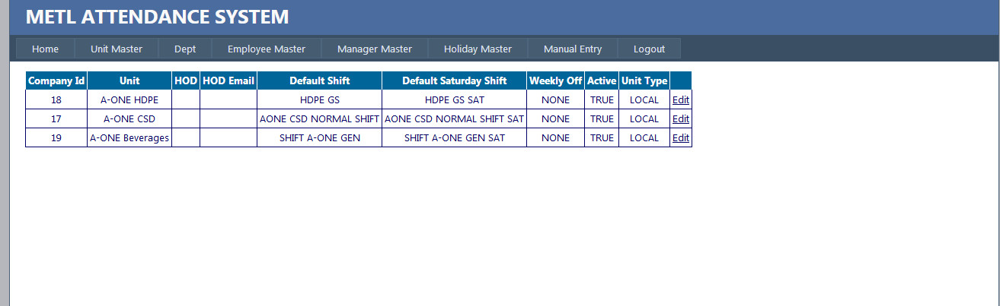 METL ATTENDANCE SYSTEM
Home Unit Master Dept Employee Master Manager Master Holiday Master Manual Entry Logout
Company Id Unit HOD HOD Email Default Shift Default Saturday Shift Weekly Off Active Unit Type
18 A-ONE HDPE HDPE GS HDPE GS SAT NONE TRUE LOCAL Edit
17 A-ONE CSD AONE CSD NORMAL SHIFT AONE CSD NORMAL SHIFT SAT NONE TRUE LOCAL Edit
19 A-ONE Beverages SHIFT A-ONE GEN SHIFT A-ONE GEN SAT NONE TRUE LOCAL Edit